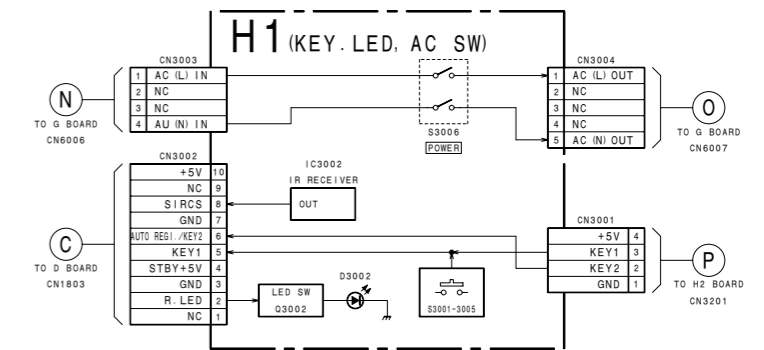 H1 (KEY. LED, AC SW)
CN3003
1 AC (L) IN
2 NC
3 NC
4 AU (N) IN
N
TO G BOARD
CN6006
S3006
POWER
CN3004
1 AC (L) OUT
2 NC
3 NC
4 NC
5 AC (N) OUT
O
TO G BOARD
CN6007
CN3002
+5V 10
NC 9
SIRCS 8
GND 7
AUTO REGI./KEY2 6
KEY1 5
STBY+5V 4
GND 3
R.LED 2
NC 1
C
TO D BOARD
CN1803
IC3002
IR RECEIVER
OUT
LED SW
Q3002
D3002
S3001-3005
CN3001
+5V 4
KEY1 3
KEY2 2
GND 1
P
TO H2 BOARD
CN3201